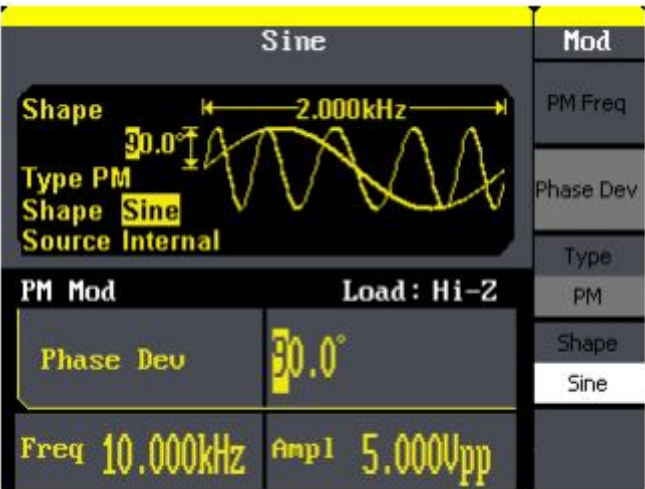 Sine
Mod
Shape
2.000kHz
90.0°
Type PM
Shape Sine
Source Internal
PM Mod Load: Hi-Z
Phase Dev 90.0°
Freq 10.000kHz Ampl 5.000Vpp
PM Freq
Phase Dev
Type
PM
Shape
Sine